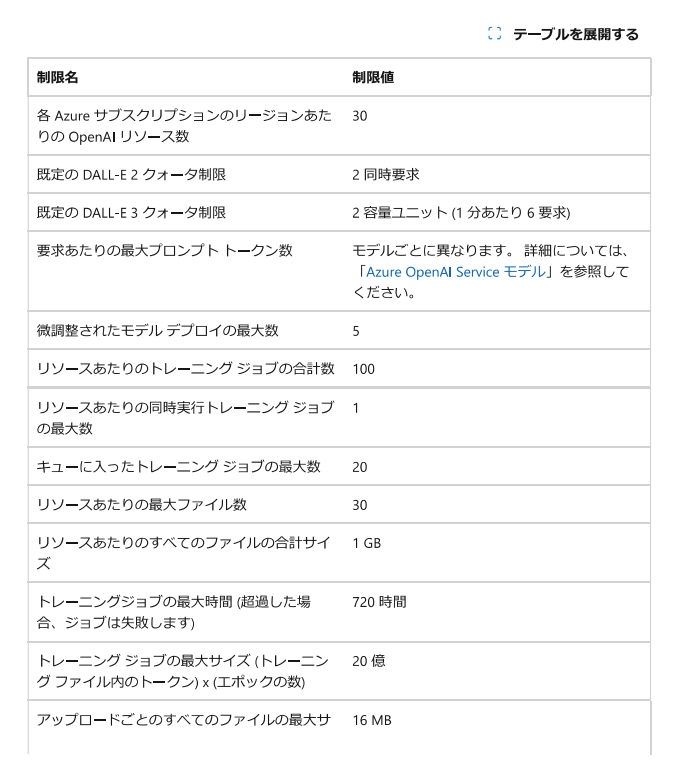 テーブルを展開する
制限名 制限値
各 Azure サブスクリプションのリージョンあた 30
りの OpenAI リソース数
既定の DALL-E 2 クォータ制限 2 同時要求
既定の DALL-E 3 クォータ制限 2 容量ユニット (1 分あたり 6 要求)
要求あたりの最大プロンプト トークン数 モデルごとに異なります。 詳細については、
「Azure OpenAI Service モデル」を参照して
ください。
微調整されたモデル デプロイの最大数 5
リソースあたりのトレーニング ジョブの合計数 100
リソースあたりの同時実行トレーニング ジョブ 1
の最大数
キューに入ったトレーニング ジョブの最大数 20
リソースあたりの最大ファイル数 30
リソースあたりのすべてのファイルの合計サイ 1 GB
ズ
トレーニングジョブの最大時間 (超過した場 720 時間
合、ジョブは失敗します)
トレーニング ジョブの最大サイズ (トレーニン 20 億
グ ファイル内のトークン) x (エポックの数)
アップロードごとのすべてのファイルの最大サ 16 MB